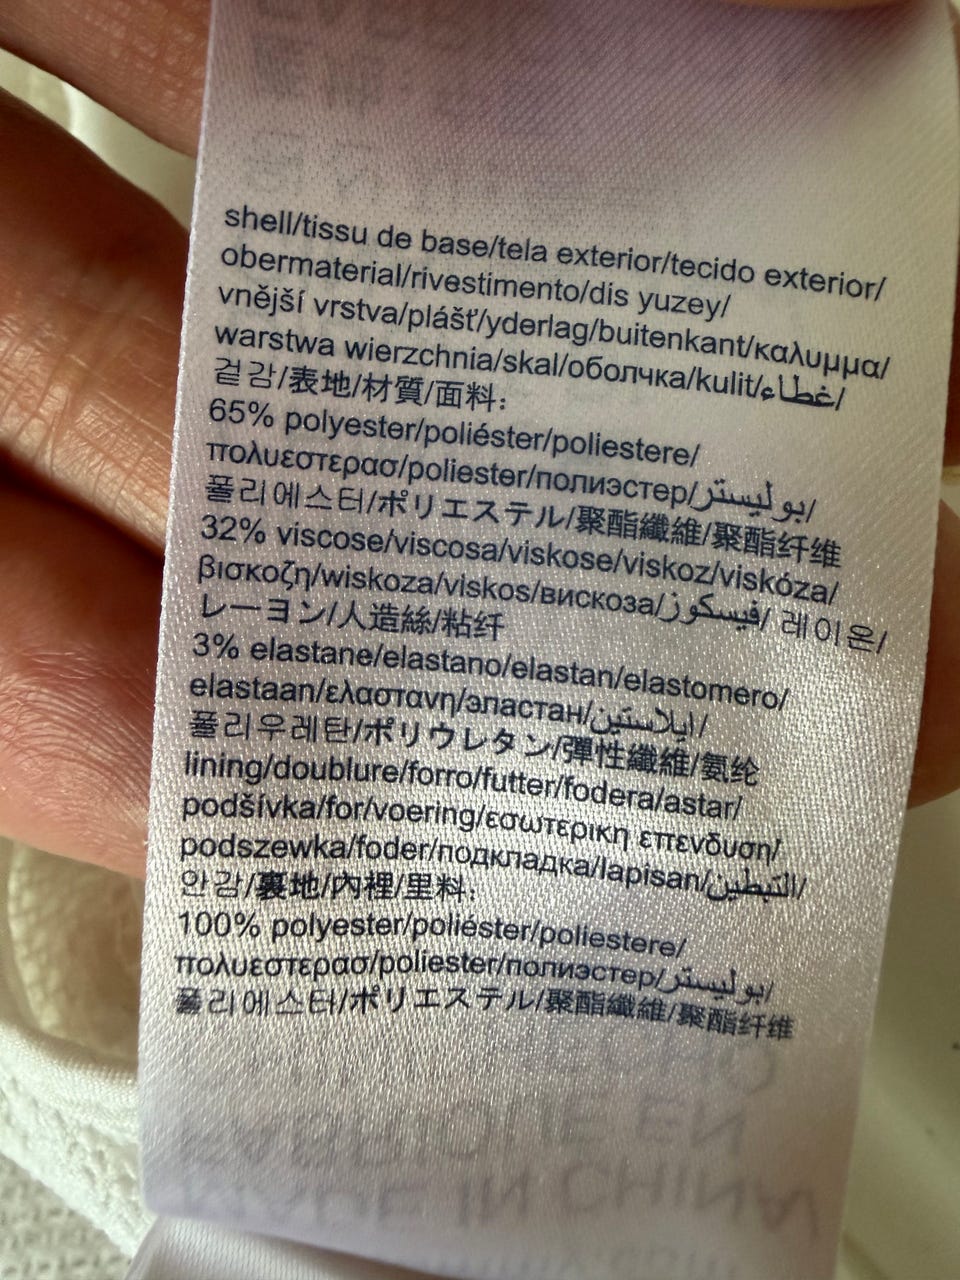 shell/tissu de base/tela exterior/tecido exterior/
obermaterial/rivestimento/dis yuzey/
vnější vrstva/plášť/yderlag/buitenkant/καλυμμα/
warstwa wierzchnia/skal/оболчка/kulit/غطاء/
겉감/表地/材質/面料:
65% polyester/poliéster/poliestere/
πολυεστερασ/poliester/полиэстер/بوليستر/
폴리에스터/ポリエステル/聚酯纖維/聚酯纤维
32% viscose/viscosa/viskose/viskoz/viskóza/
βισκοζη/wiskoza/viskos/вискоза/فيسكوز/ 레이온/
レーヨン/人造絲/粘纤
3% elastane/elastano/elastan/elastomero/
elastaan/ελαστανη/эластан/ايلاستين/
폴리우레탄/ポリウレタン/彈性纖維/氨纶
lining/doublure/forro/futter/fodera/astar/
podšívka/for/voering/εσωτερικη επενδυση/
podszewka/foder/подкладка/lapisan/التبطين/
안감/裏地/內裡/里料:
100% polyester/poliéster/poliestere/
πολυεστερασ/poliester/полиэстер/بوليستر/
폴리에스터/ポリエステル/聚酯纖維/聚酯纤维
MADE IN CHINA